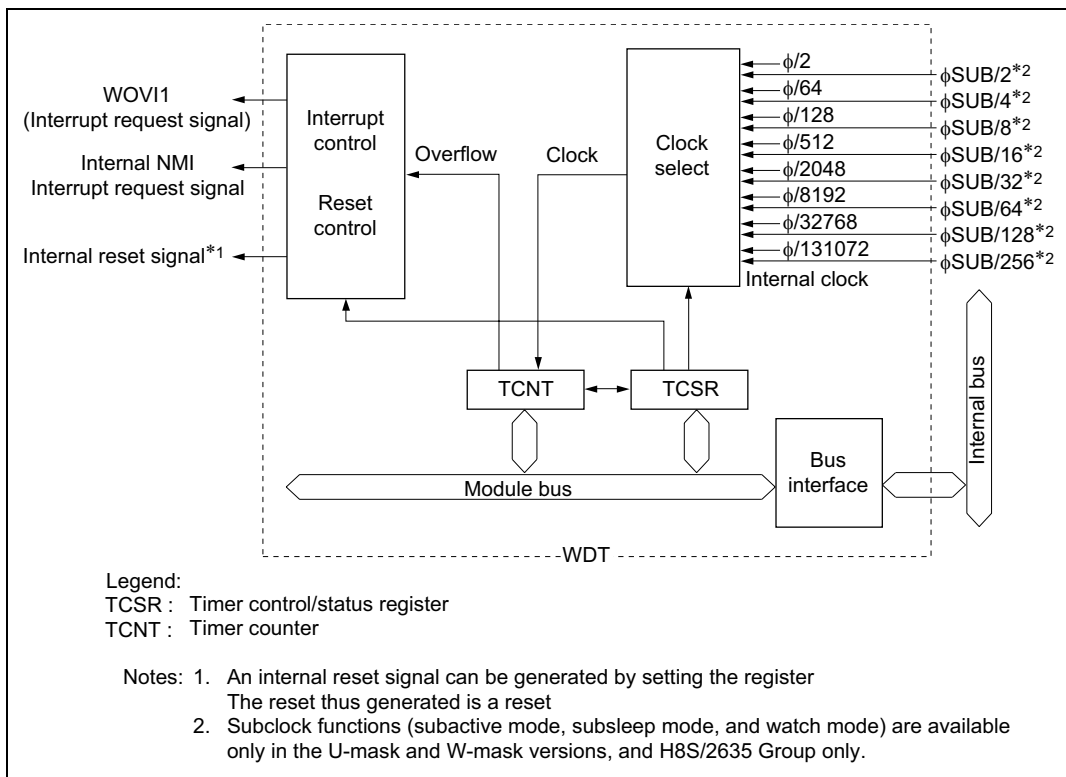 WOVI1
(Interrupt request signal)
Internal NMI
Interrupt request signal
Internal reset signal*1
Interrupt
control
Reset
control
Overflow
Clock
Clock
select
ϕ/2
ϕ/64
ϕ/128
ϕ/512
ϕ/2048
ϕ/8192
ϕ/32768
ϕ/131072
Internal clock
ϕSUB/2*2
ϕSUB/4*2
ϕSUB/8*2
ϕSUB/16*2
ϕSUB/32*2
ϕSUB/64*2
ϕSUB/128*2
ϕSUB/256*2
TCNT
TCSR
Module bus
Bus
interface
Internal bus
WDT
Legend:
TCSR : Timer control/status register
TCNT : Timer counter
Notes: 1. An internal reset signal can be generated by setting the register
The reset thus generated is a reset
2. Subclock functions (subactive mode, subsleep mode, and watch mode) are available
only in the U-mask and W-mask versions, and H8S/2635 Group only.